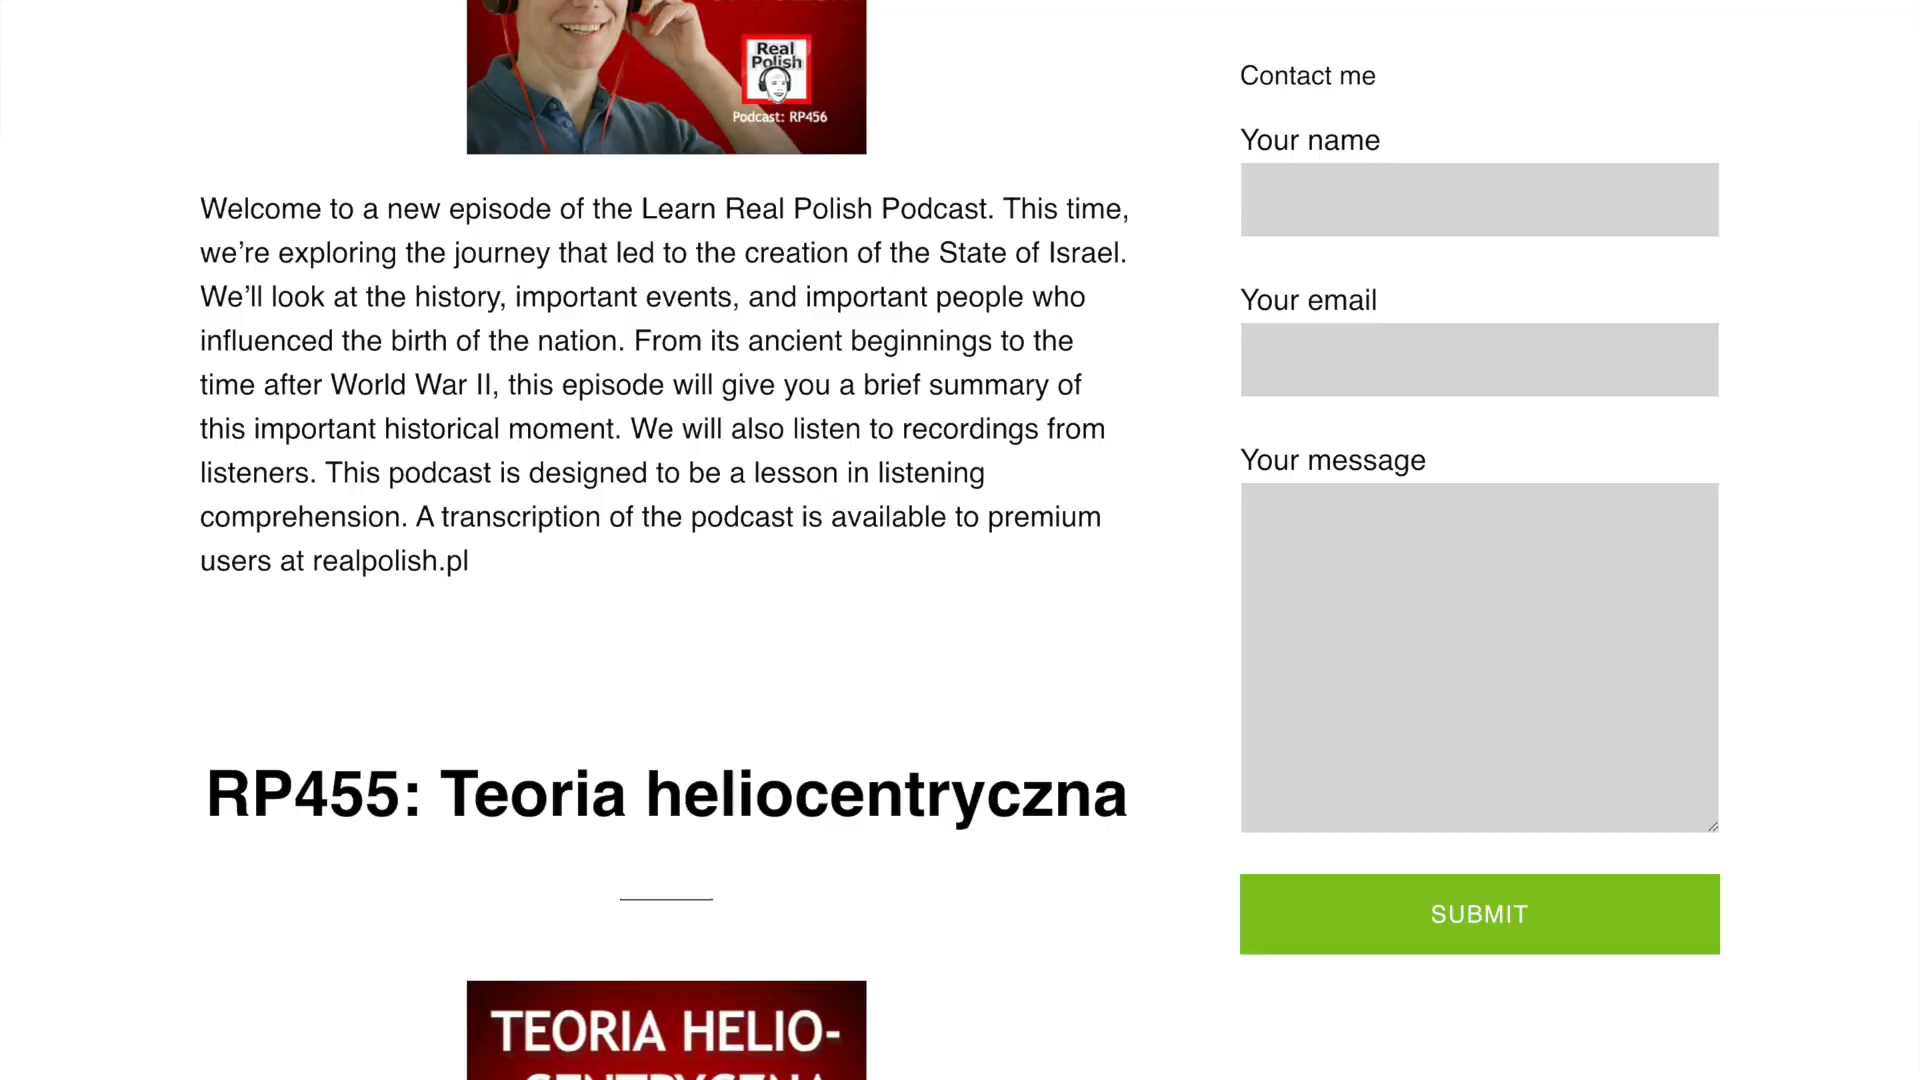 Real
Polish
Podcast: RP456
Welcome to a new episode of the Learn Real Polish Podcast. This time,
we’re exploring the journey that led to the creation of the State of Israel.
We’ll look at the history, important events, and important people who
influenced the birth of the nation. From its ancient beginnings to the
time after World War II, this episode will give you a brief summary of
this important historical moment. We will also listen to recordings from
listeners. This podcast is designed to be a lesson in listening
comprehension. A transcription of the podcast is available to premium
users at realpolish.pl
RP455: Teoria heliocentryczna
TEORIA HELIO-
CENTRYCZNA
Contact me
Your name
Your email
Your message
SUBMIT